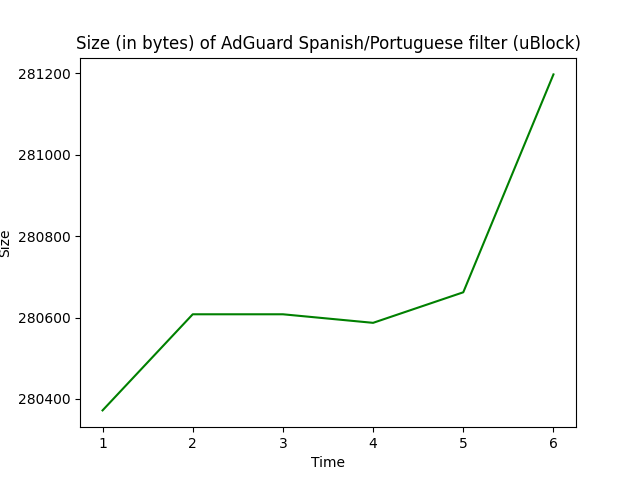 Size (in bytes) of AdGuard Spanish/Portuguese filter (uBlock)
281200
281000
280800
280600
280400
Size
1 2 3 4 5 6
Time